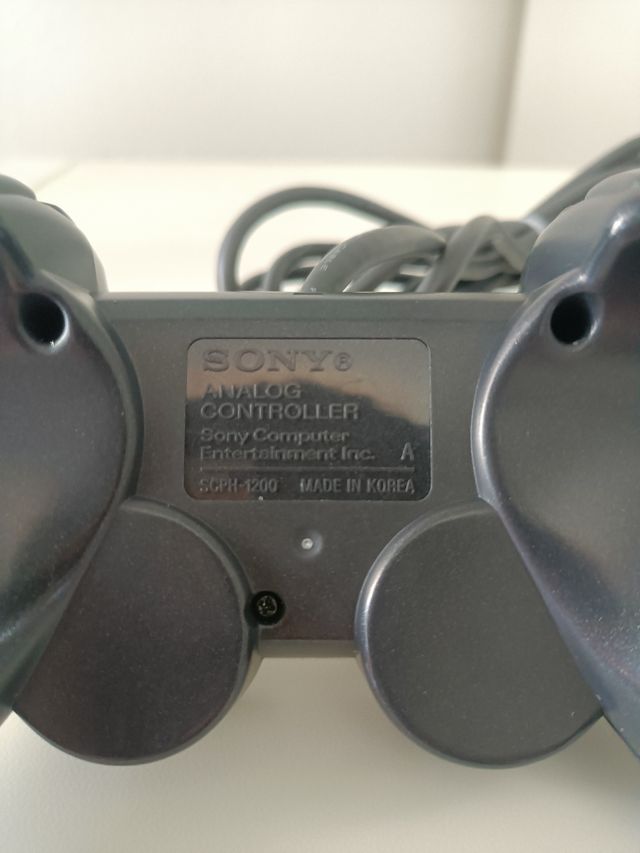 SONY®
ANALOG
CONTROLLER
Sony Computer
Entertainment Inc. A
SCPH-1200 MADE IN KOREA